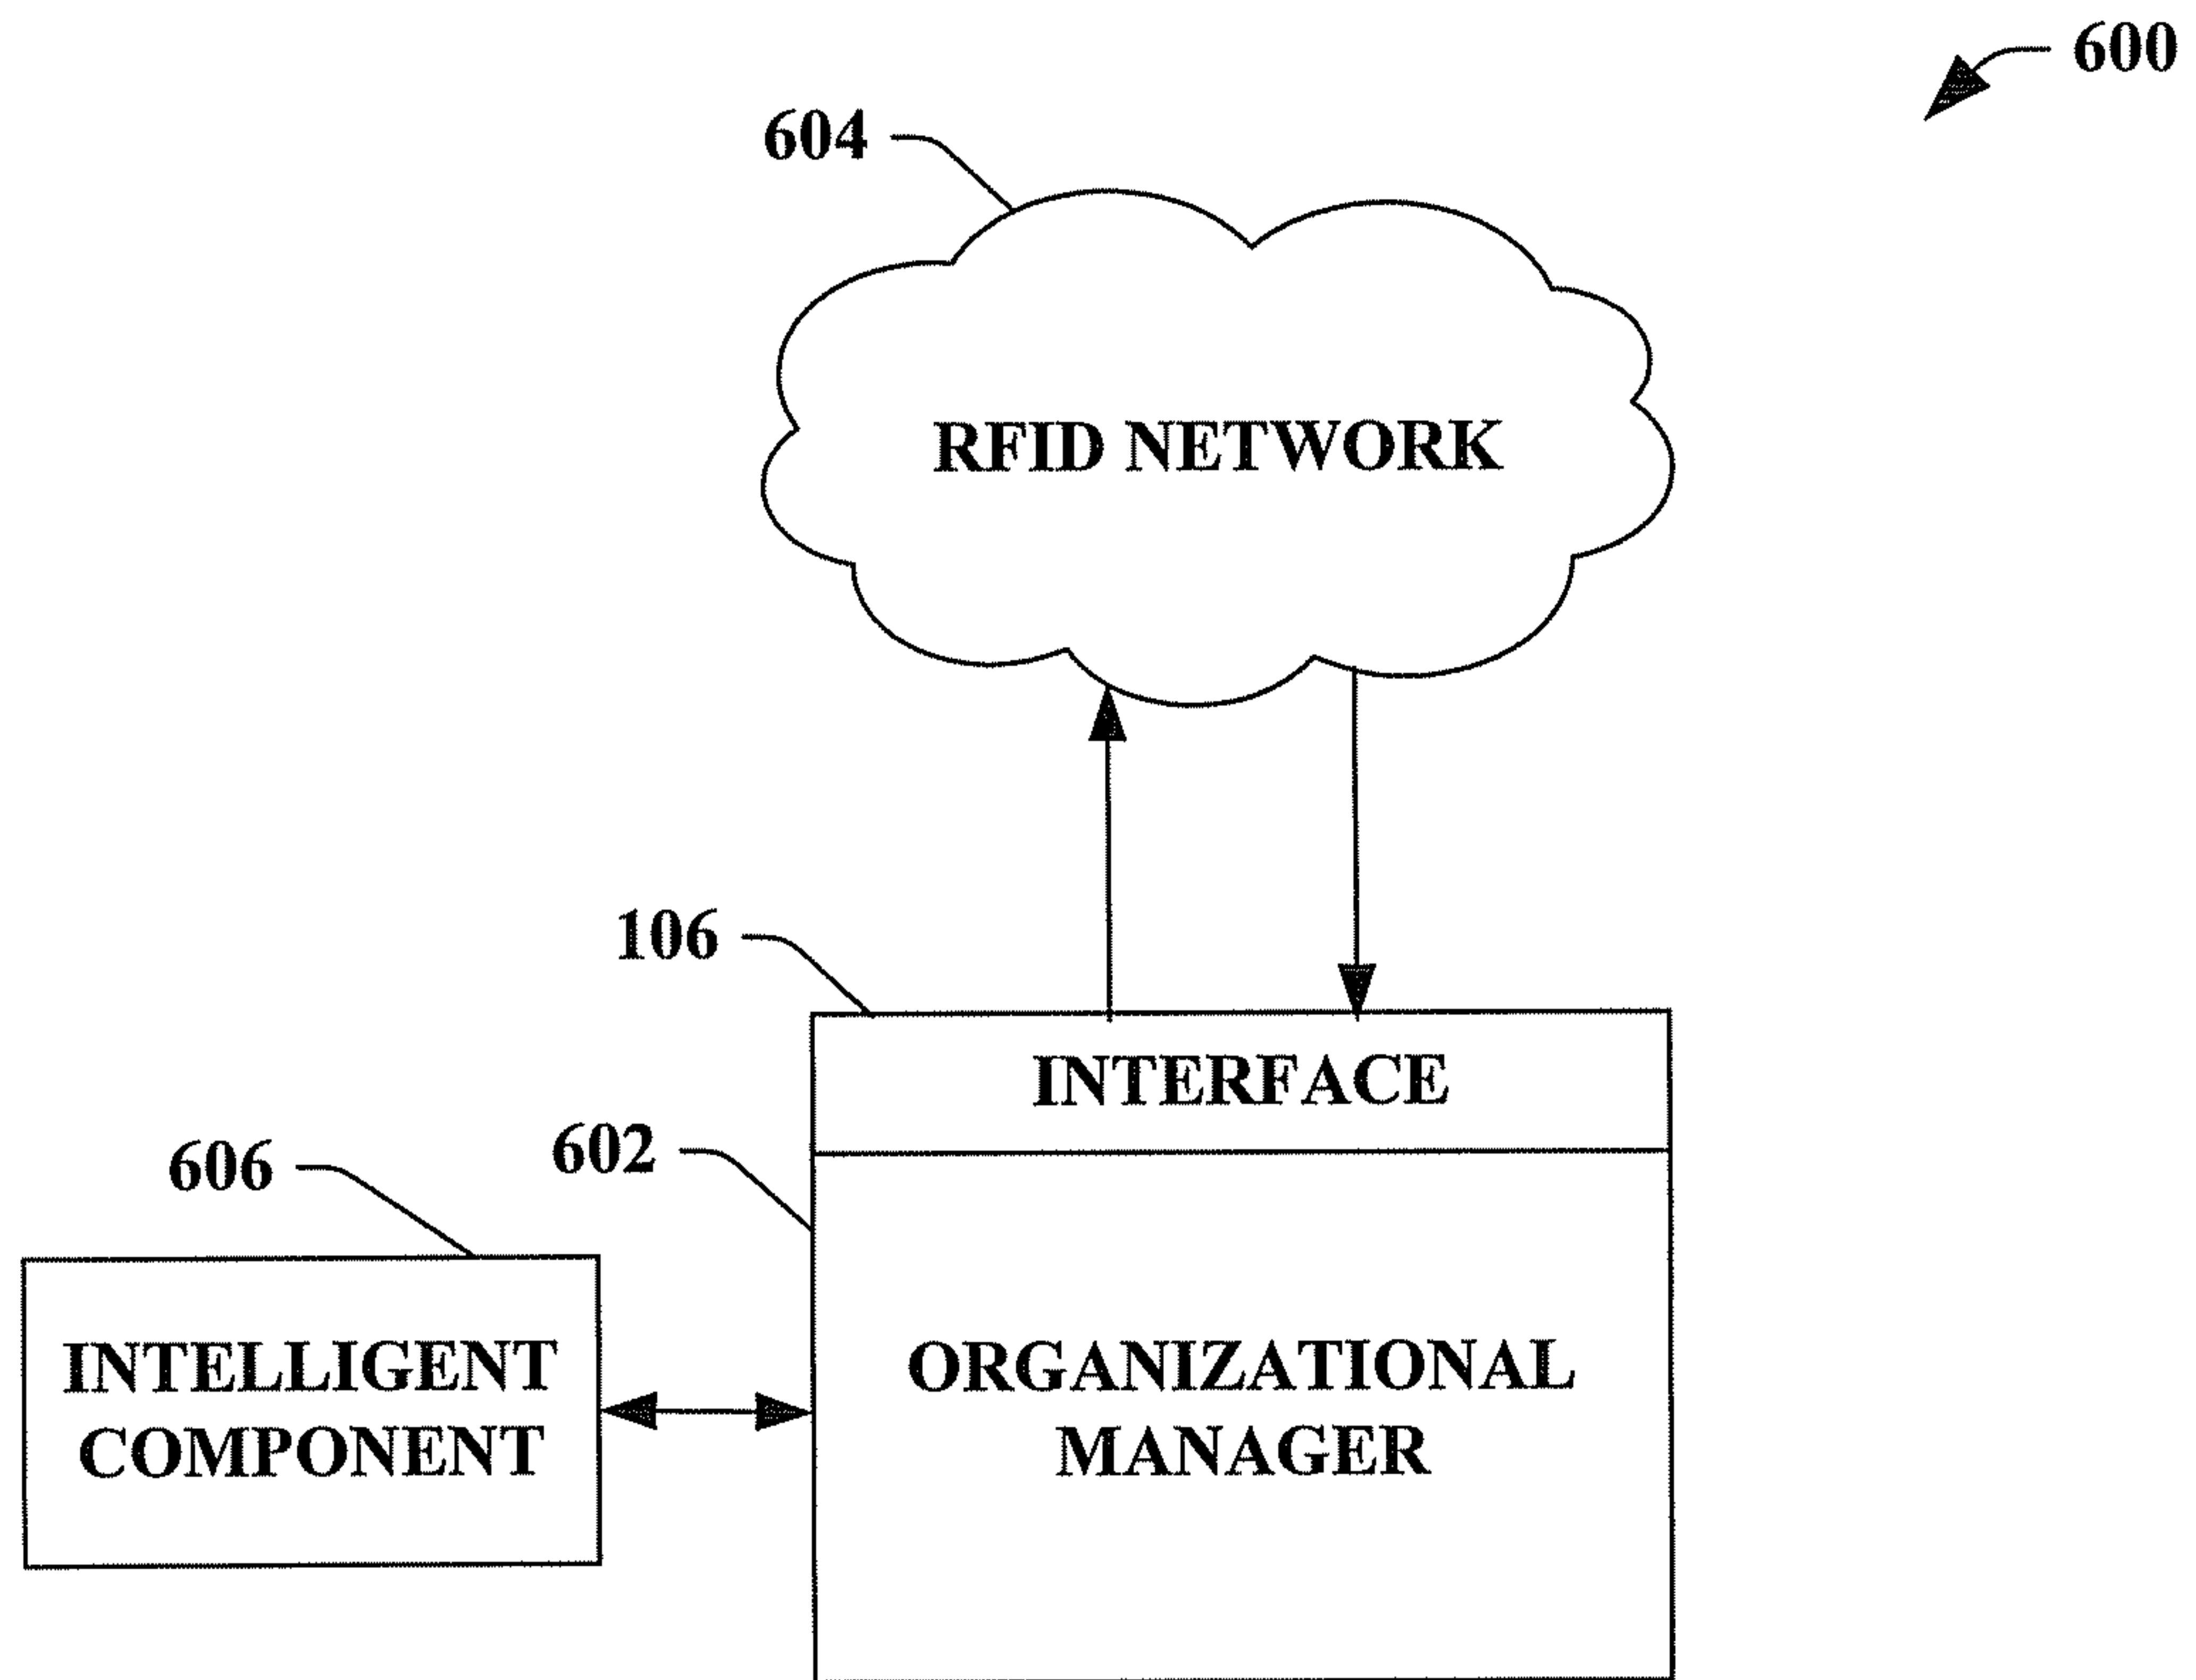 600
604
RFID NETWORK
106
INTERFACE
602
606
INTELLIGENT
COMPONENT
ORGANIZATIONAL
MANAGER